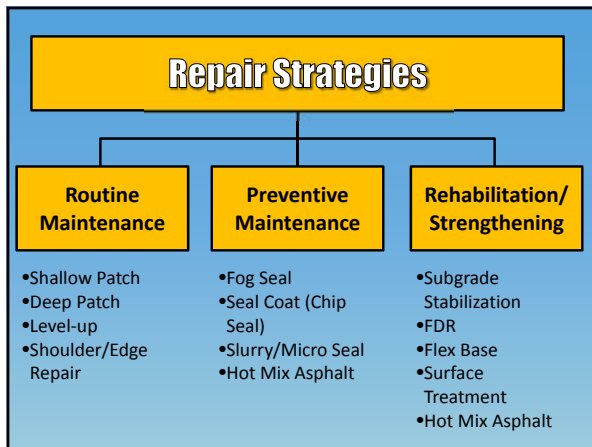 Repair Strategies
Routine
Maintenance
•Shallow Patch
•Deep Patch
•Level-up
•Shoulder/Edge
Repair
Preventive
Maintenance
•Fog Seal
•Seal Coat (Chip
Seal)
•Slurry/Micro Seal
•Hot Mix Asphalt
Rehabilitation/
Strengthening
•Subgrade
Stabilization
•FDR
•Flex Base
•Surface
Treatment
•Hot Mix Asphalt